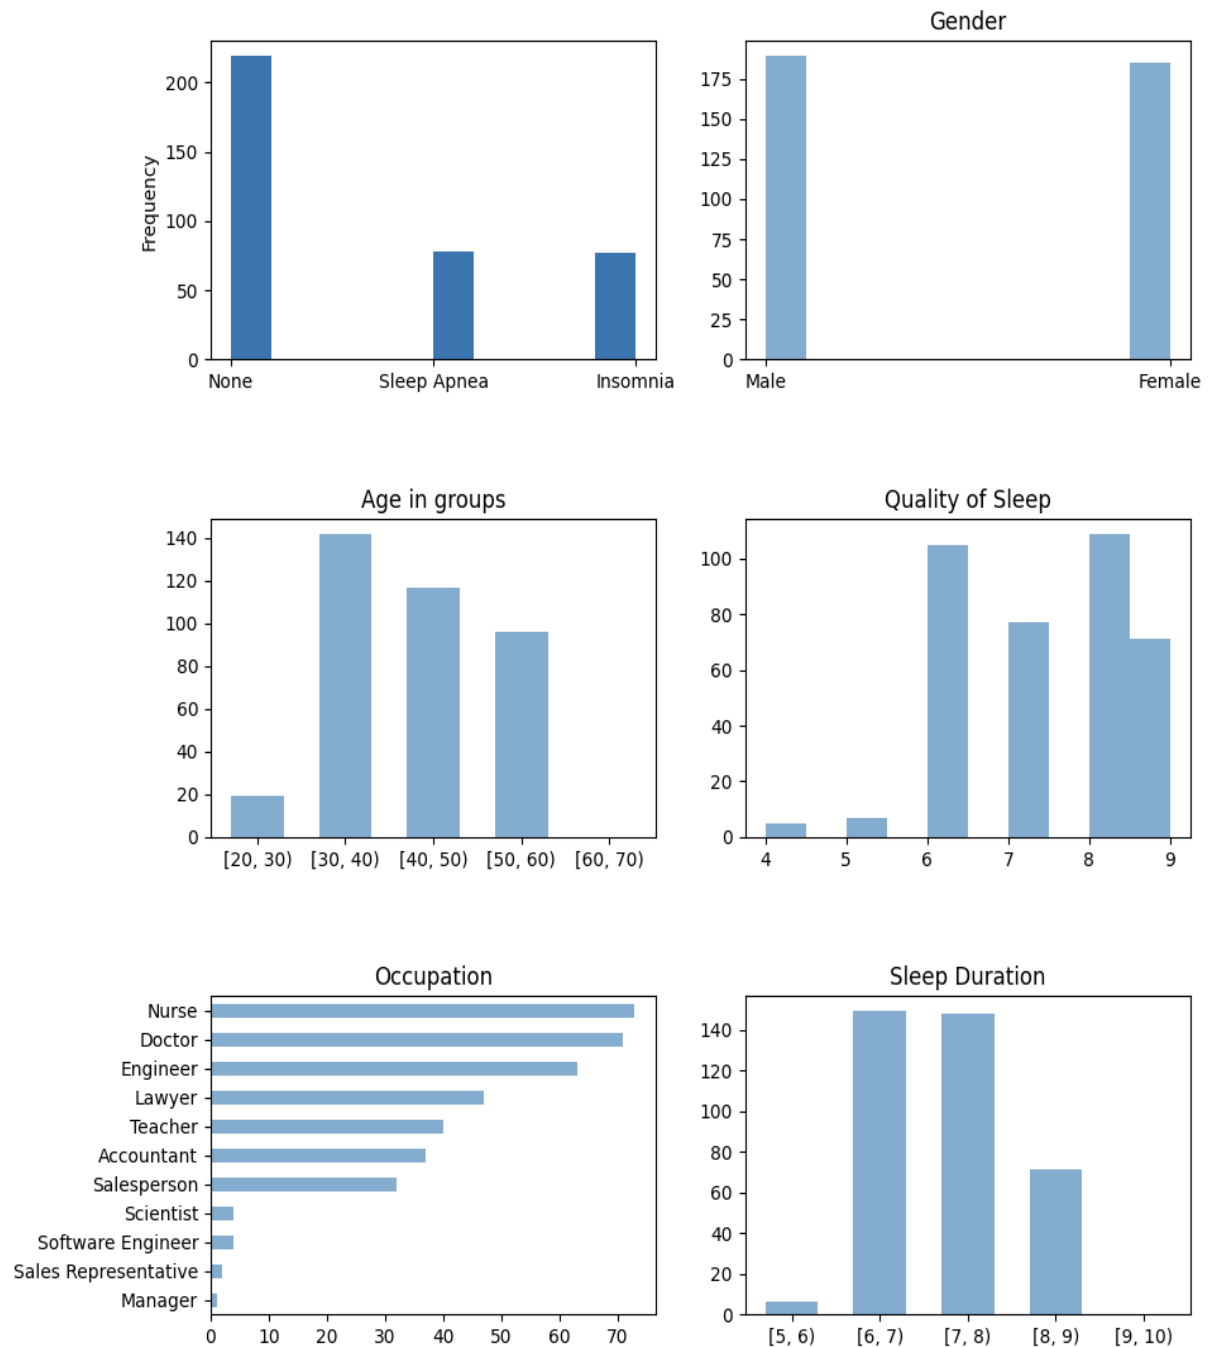 Gender
Frequency
200
150
100
50
0
None Sleep Apnea Insomnia
175
150
125
100
75
50
25
0
Male Female
Age in groups
140
120
100
80
60
40
20
0
[20, 30) [30, 40) [40, 50) [50, 60) [60, 70)
Quality of Sleep
100
80
60
40
20
0
4 5 6 7 8 9
Occupation
Nurse
Doctor
Engineer
Lawyer
Teacher
Accountant
Salesperson
Scientist
Software Engineer
Sales Representative
Manager
0 10 20 30 40 50 60 70
Sleep Duration
140
120
100
80
60
40
20
0
[5, 6) [6, 7) [7, 8) [8, 9) [9, 10)